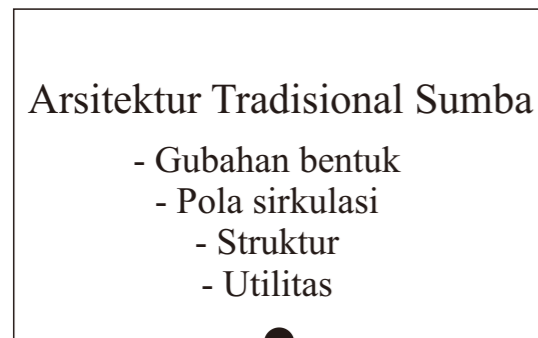 Arsitektur Tradisional Sumba
- Gubahan bentuk
- Pola sirkulasi
- Struktur
- Utilitas